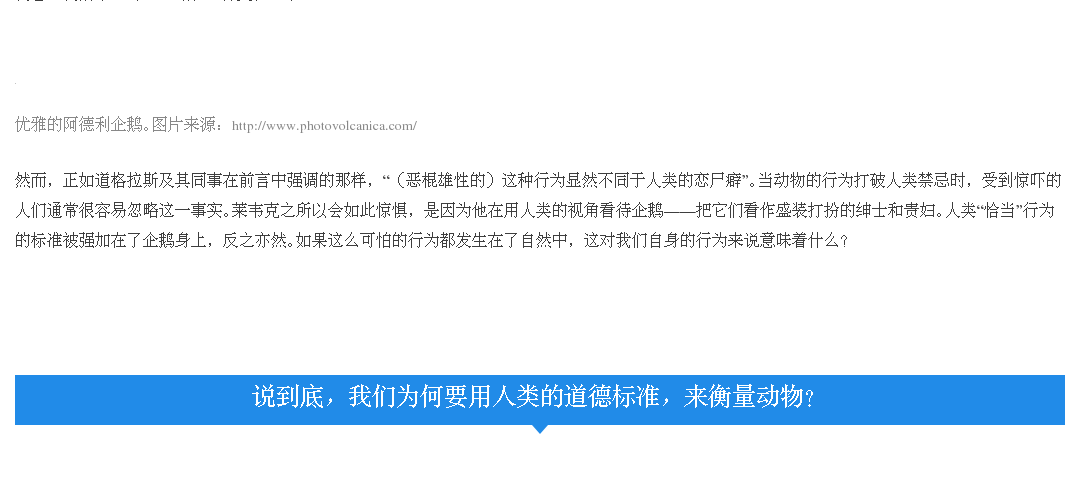 优雅的阿德利企鹅。图片来源：http://www.photovolcanica.com/
然而，正如道格拉斯及其同事在前言中强调的那样，“（恶棍雄性的）这种行为显然不同于人类的恋尸癖”。当动物的行为打破人类禁忌时，受到惊吓的
人们通常很容易忽略这一事实。莱韦克之所以会如此惊惧，是因为他在用人类的视角看待企鹅——把它们看作盛装打扮的绅士和贵妇。人类“恰当”行为
的标准被强加在了企鹅身上，反之亦然。如果这么可怕的行为都发生在了自然中，这对我们自身的行为来说意味着什么？
说到底，我们为何要用人类的道德标准，来衡量动物？